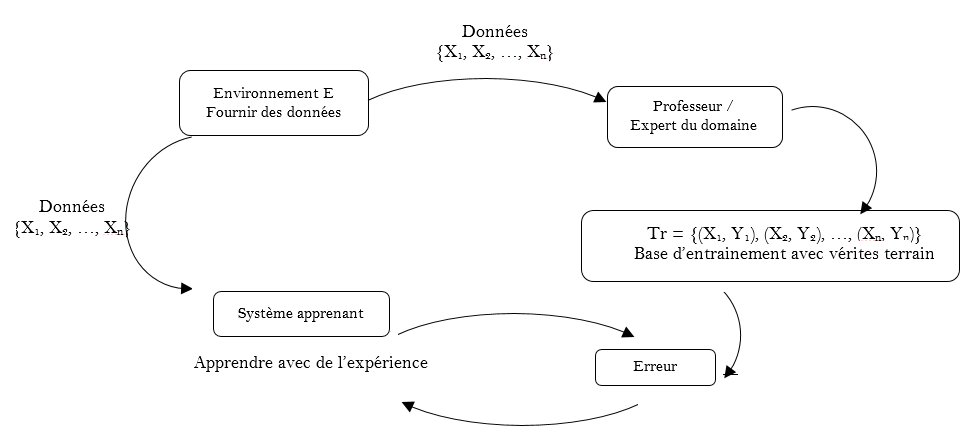 Données
{X₁, X₂, …, Xₙ}
Environnement E
Fournir des données
Professeur /
Expert du domaine
Données
{X₁, X₂, …, Xₙ}
Tr = {(X₁, Y₁), (X₂, Y₂), …, (Xₙ, Yₙ)}
Base d'entrainement avec vérites terrain
Système apprenant
Apprendre avec de l'expérience
Erreur